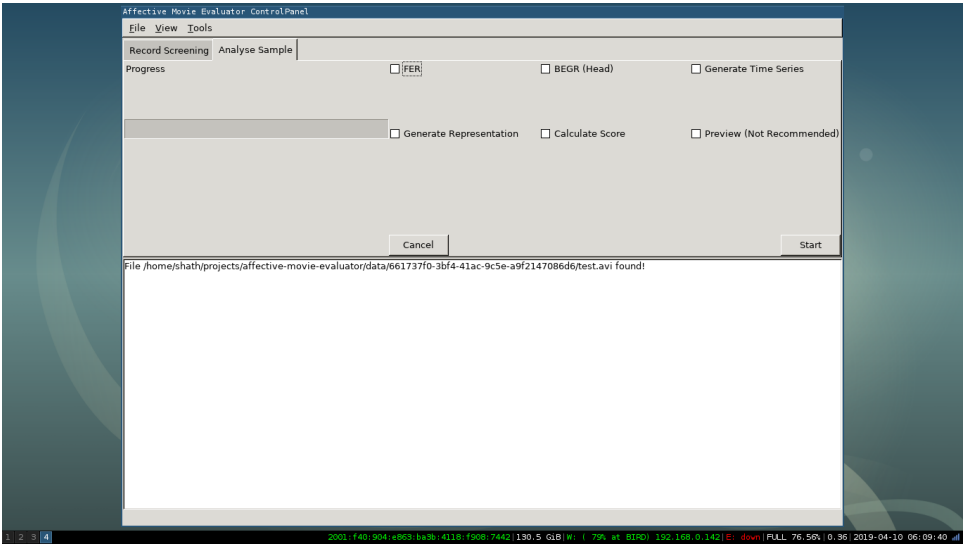 Affective Movie Evaluator ControlPanel
File View Tools
Record Screening Analyse Sample
Progress FER BEGR (Head) Generate Time Series
Generate Representation Calculate Score Preview (Not Recommended)
Cancel Start
File /home/shath/projects/affective-movie-evaluator/data/661737f0-3bf4-41ac-9c5e-a9f2147086d6/test.avi found!
1 2 3 4 2001:f40:904:e863:ba3b:4118:f908:7442|130.5 GiB|W: ( 79% at BIRD) 192.168.0.142|E: down|FULL 76.56%|0.36|2019-04-10 06:09:40